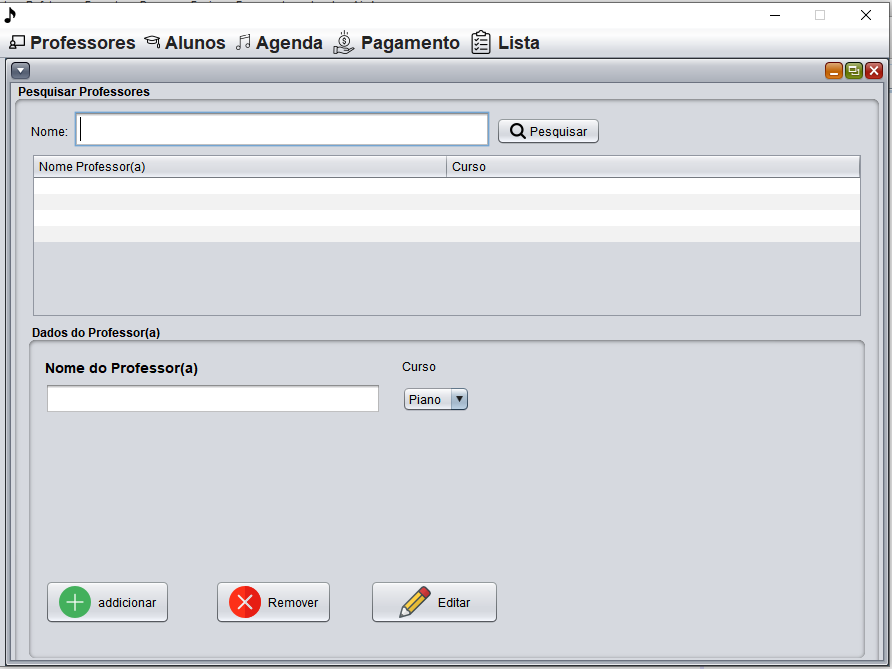 Professores Alunos Agenda Pagamento Lista
Pesquisar Professores
Nome: Pesquisar
Nome Professor(a) Curso
Dados do Professor(a)
Nome do Professor(a) Curso
Piano
addicionar Remover Editar